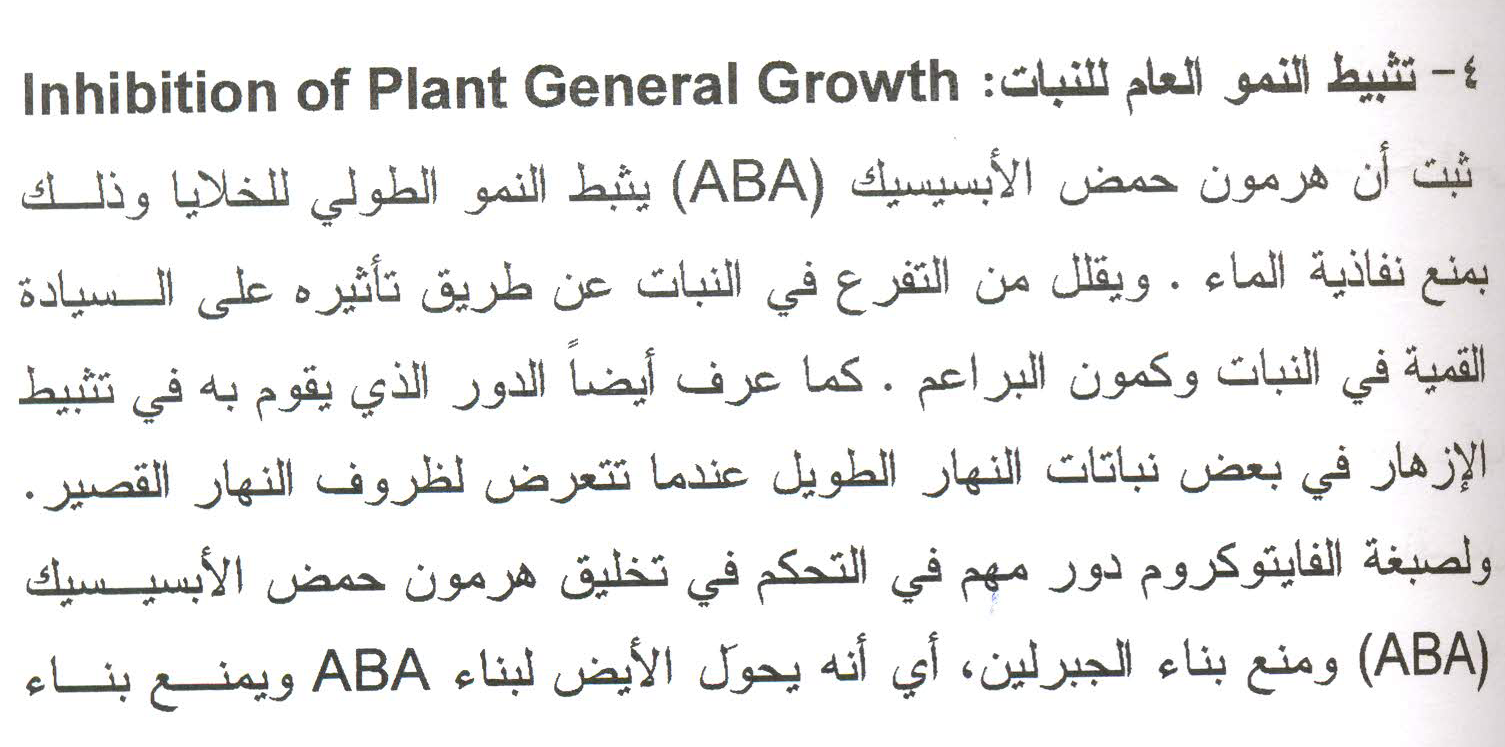 ٤- تثبيط النمو العام للنبات: Inhibition of Plant General Growth
ثبت أن هرمون حمض الأبسيسيك (ABA) يثبط النمو الطولي للخلايا وذلك
بمنع نفاذية الماء . ويقلل من التفرع في النبات عن طريق تأثيره على السيادة
القمية في النبات وكمون البراعم . كما عرف أيضاً الدور الذي يقوم به في تثبيط
الإزهار في بعض نباتات النهار الطويل عندما تتعرض لظروف النهار القصير.
ولصبغة الفايتوكروم دور مهم في التحكم في تخليق هرمون حمض الأبسيسيك
(ABA) ومنع بناء الجبرلين، أي أنه يحول الأيض لبناء ABA ويمنع بناء